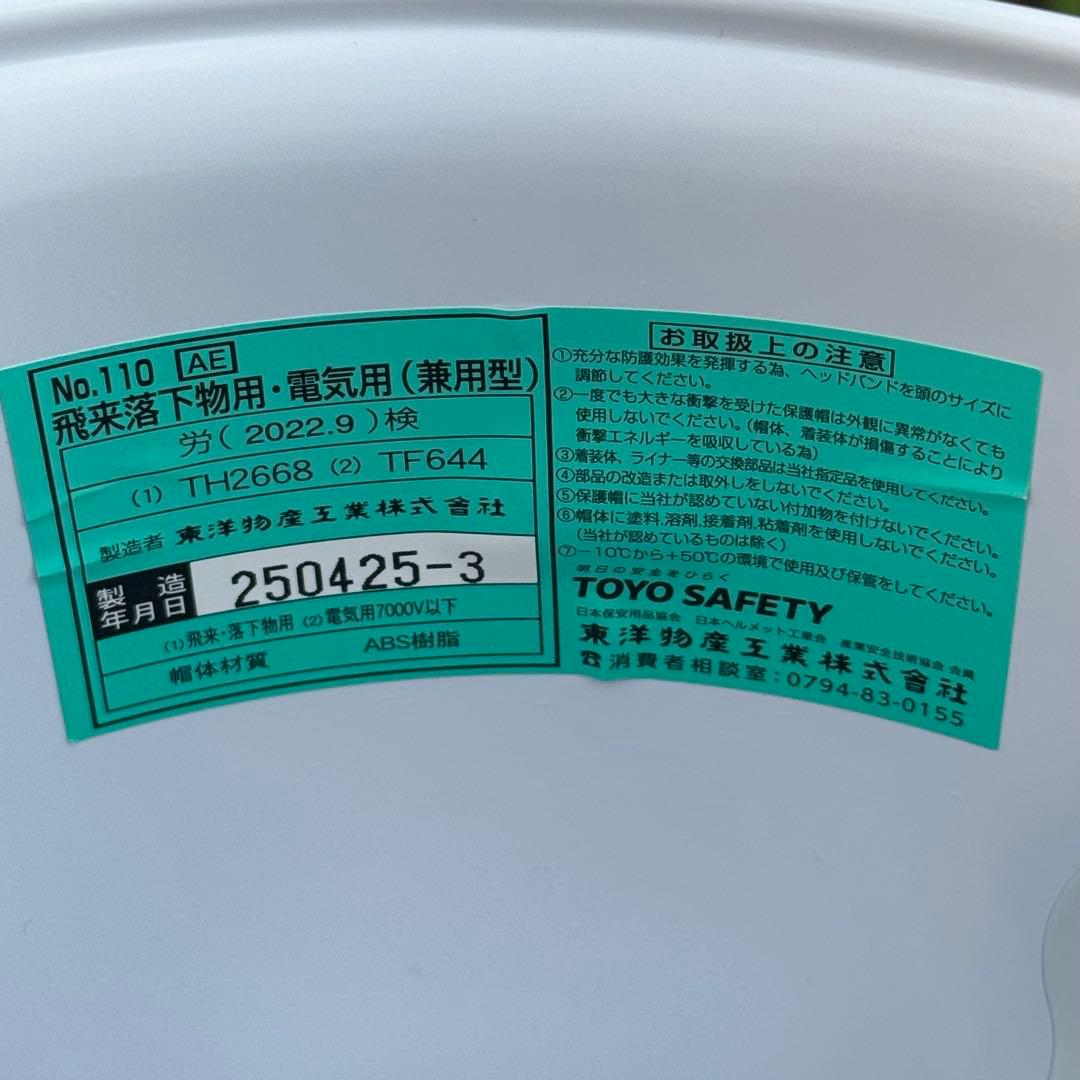 No.110 AE
飛来落下物用・電気用(兼用型)
労( 2022.9 )検
(1) TH2668 (2) TF644
製造者 東洋物産工業株式会社
製造年月日 250425-3
(1)飛来・落下物用 (2)電気用7000V以下
帽体材質 ABS樹脂
お取扱上の注意
①充分な防護効果を発揮する為、ヘッドバンドを頭のサイズに
調節してください。
②一度でも大きな衝撃を受けた保護帽は外観に異常がなくても
使用しないでください。(帽体、着装体が損傷することにより
衝撃エネルギーを吸収している為)
③着装体、ライナー等の交換部品は当社指定品を使用してください。
④部品の改造または取外しをしないでください。
⑤保護帽に当社が認めていない付加物を付けないでください。
⑥帽体に塗料、溶剤、接着剤、粘着剤を使用しないでください。
(当社が認めているものは除く)
⑦−10℃から+50℃の環境で使用及び保管をしてください。
明日の安全をひらく
TOYO SAFETY
日本保安用品協会 日本ヘルメット工業会 産業安全技術協会 会員
東洋物産工業株式會社
☎消費者相談室:0794-83-0155